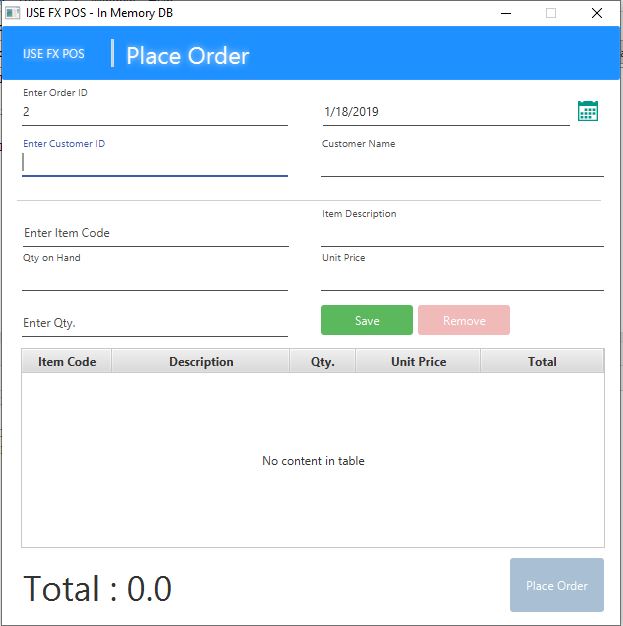 IJSE FX POS - In Memory DB
IJSE FX POS
Place Order
Enter Order ID
2
1/18/2019
Enter Customer ID
Customer Name
Item Description
Enter Item Code
Qty on Hand
Unit Price
Enter Qty.
Save
Remove
Item Code Description Qty. Unit Price Total
No content in table
Total : 0.0
Place Order